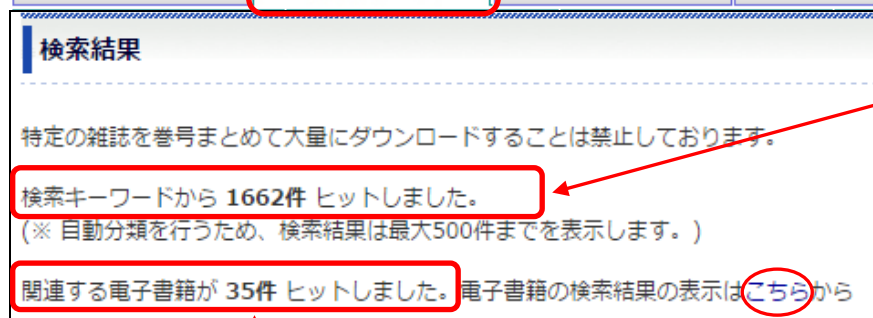 検索結果
特定の雑誌を巻号まとめて大量にダウンロードすることは禁止しております。
検索キーワードから 1662件 ヒットしました。
(※ 自動分類を行うため、検索結果は最大500件までを表示します。)
関連する電子書籍が 35件 ヒットしました。電子書籍の検索結果の表示はこちらから